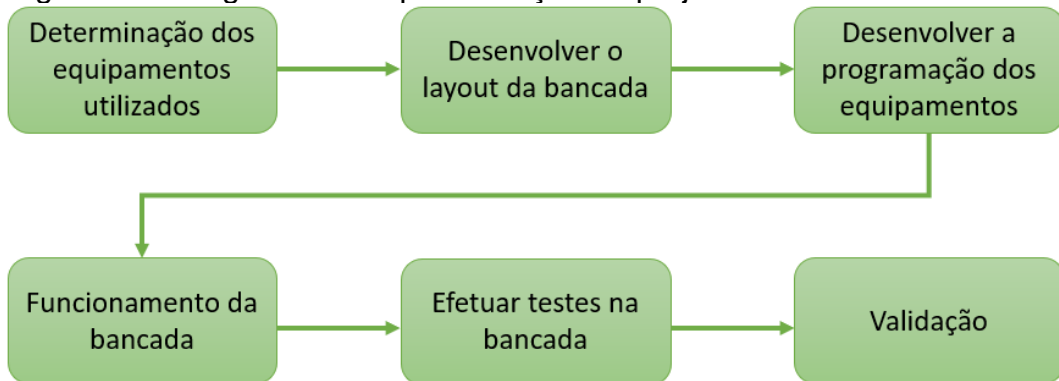 Determinação dos
equipamentos
utilizados
Desenvolver o
layout da bancada
Desenvolver a
programação dos
equipamentos
Funcionamento da
bancada
Efetuar testes na
bancada
Validação